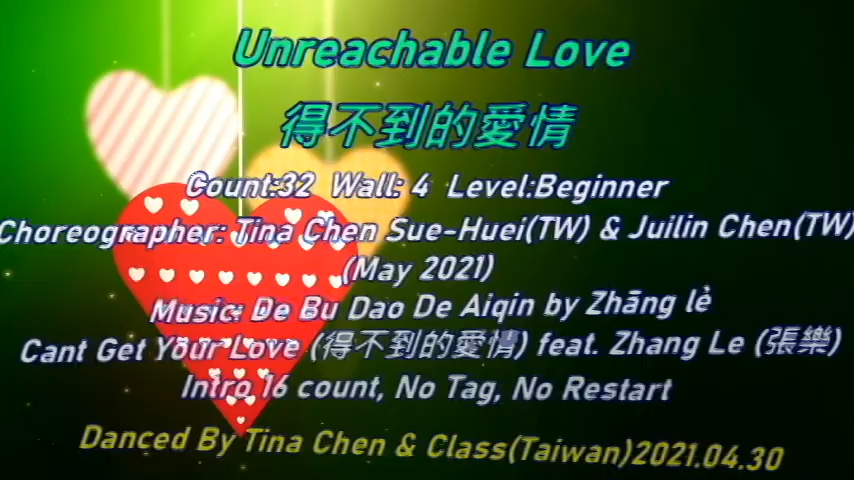 Unreachable Love
得不到的愛情
Count:32 Wall: 4 Level:Beginner
Choreographer: Tina Chen Sue-Huei(TW) & Juilin Chen(TW)
(May 2021)
Music: De Bu Dao De Aiqin by Zhāng lè
Cant Get Your Love (得不到的愛情) feat. Zhang Le (張樂)
Intro 16 count, No Tag, No Restart
Danced By Tina Chen & Class(Taiwan)2021.04.30